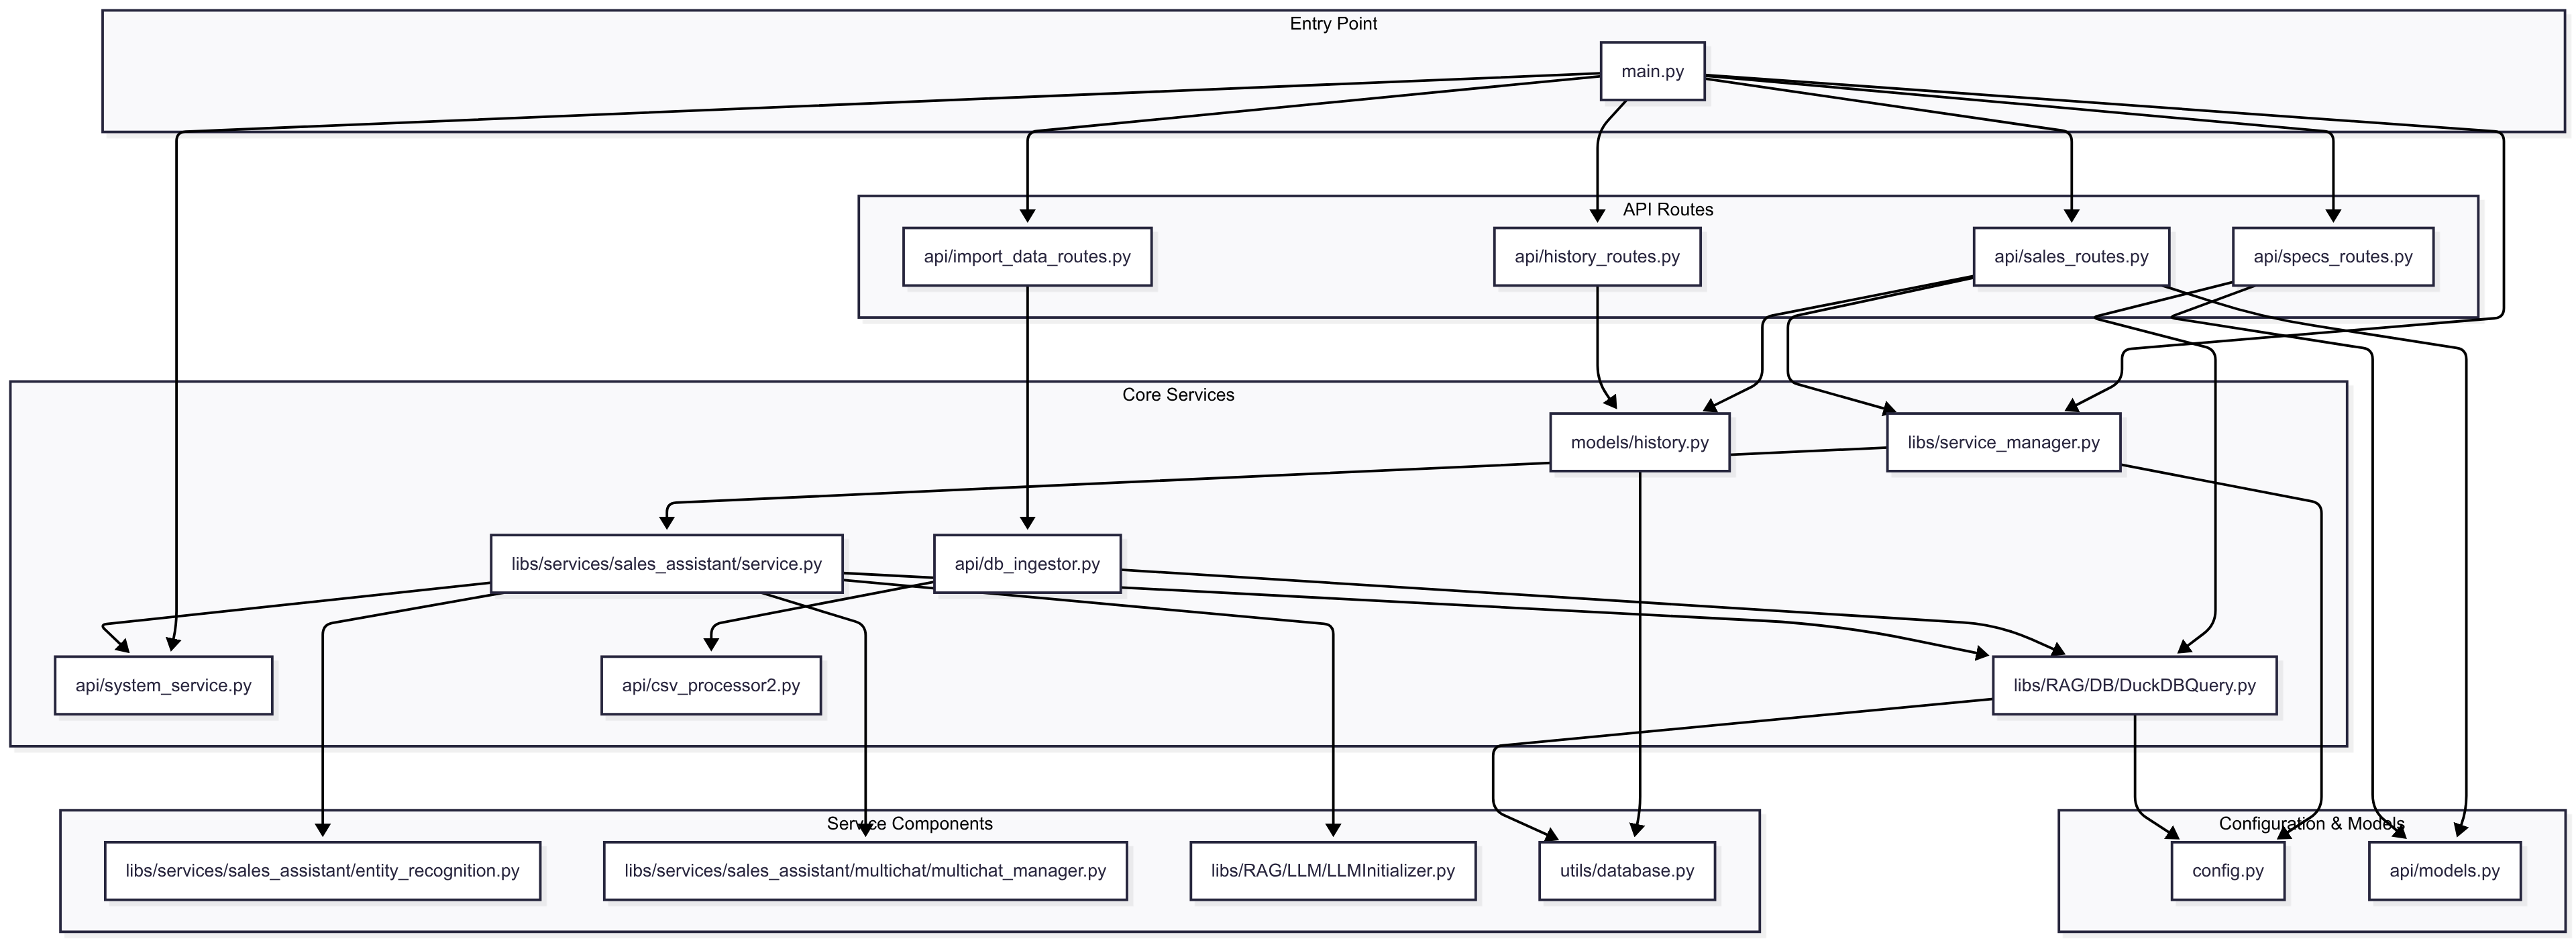 Entry Point
main.py
API Routes
api/import_data_routes.py
api/history_routes.py
api/sales_routes.py
api/specs_routes.py
Core Services
models/history.py
libs/service_manager.py
libs/services/sales_assistant/service.py
api/db_ingestor.py
api/system_service.py
api/csv_processor2.py
libs/RAG/DB/DuckDBQuery.py
Service Components
Configuration & Models
libs/services/sales_assistant/entity_recognition.py
libs/services/sales_assistant/multichat/multichat_manager.py
libs/RAG/LLM/LLMInitializer.py
utils/database.py
config.py
api/models.py